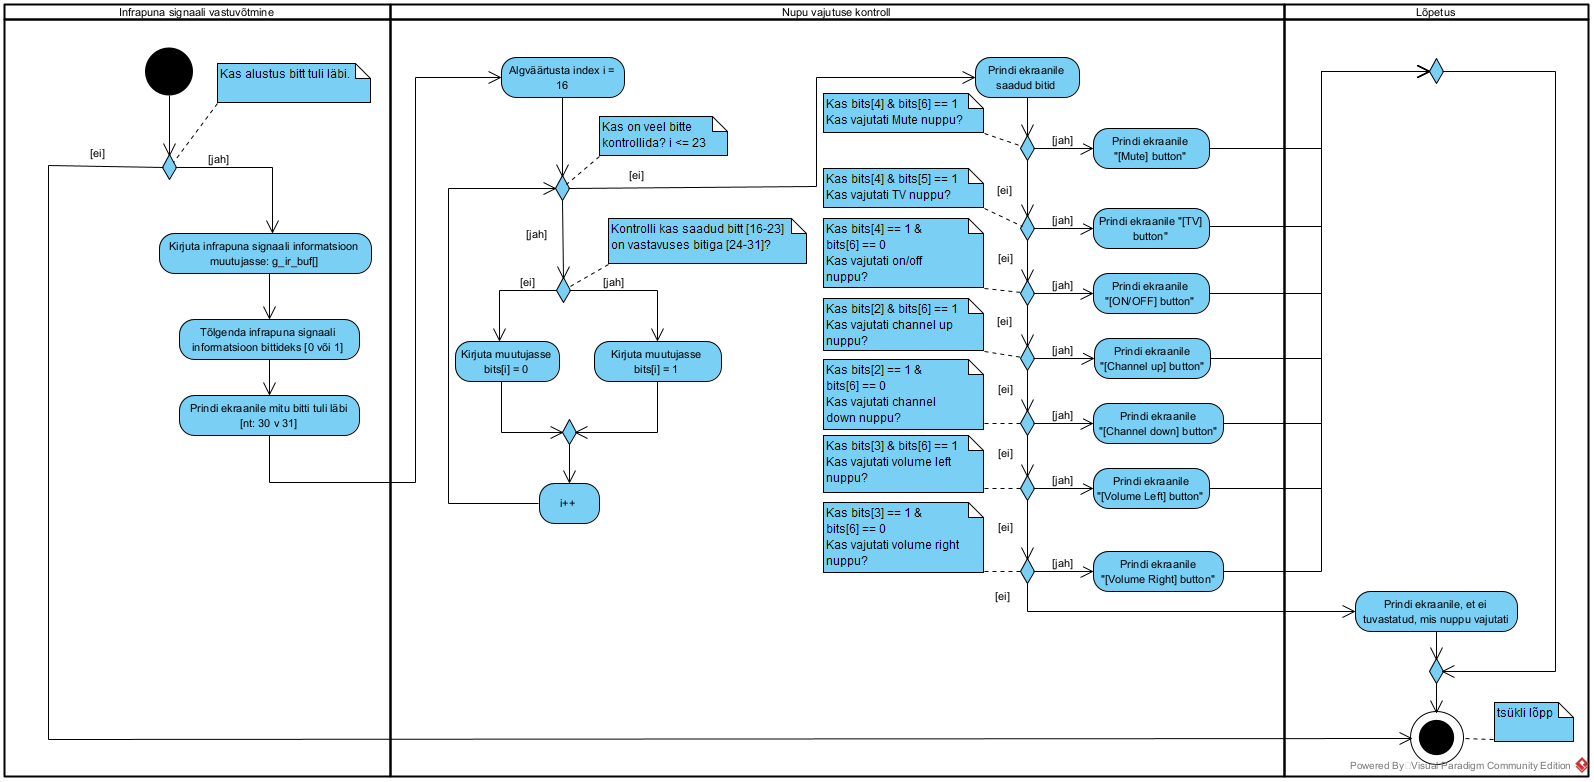 Infrapuna signaali vastuvõtmine
Nupu vajutuse kontroll
Lõpetus
Kas alustus bitt tuli läbi.
[ei]
[jah]
Kirjuta infrapuna signaali informatsioon
muutujasse: g_ir_buf[]
Tõlgenda infrapuna signaali
informatsioon bittideks [0 või 1]
Prindi ekraanile mitu bitti tuli läbi
[nt: 30 v 31]
Algväärtusta index i =
16
Kas on veel bitte
kontrollida? i <= 23
[ei]
[jah]
Kontrolli kas saadud bitt [16-23]
on vastavuses bitiga [24-31]?
[ei]
[jah]
Kirjuta muutujasse
bits[i] = 0
Kirjuta muutujasse
bits[i] = 1
i++
Prindi ekraanile
saadud bitid
Kas bits[4] & bits[6] == 1
Kas vajutati Mute nuppu?
[jah]
Prindi ekraanile
"[Mute] button"
[ei]
Kas bits[4] & bits[5] == 1
Kas vajutati TV nuppu?
[jah]
Prindi ekraanile "[TV]
button"
[ei]
Kas bits[4] == 1 &
bits[6] == 0
Kas vajutati on/off
nuppu?
[jah]
Prindi ekraanile
"[ON/OFF] button"
[ei]
Kas bits[2] & bits[6] == 1
Kas vajutati channel up
nuppu?
[jah]
Prindi ekraanile
"[Channel up] button"
[ei]
Kas bits[2] == 1 &
bits[6] == 0
Kas vajutati channel
down nuppu?
[jah]
Prindi ekraanile
"[Channel down] button"
[ei]
Kas bits[3] & bits[6] == 1
Kas vajutati volume left
nuppu?
[jah]
Prindi ekraanile
"[Volume Left] button"
[ei]
Kas bits[3] == 1 &
bits[6] == 0
Kas vajutati volume right
nuppu?
[jah]
Prindi ekraanile
"[Volume Right] button"
[ei]
Prindi ekraanile, et ei
tuvastatud, mis nuppu vajutati
tsükli lõpp
Powered By Visual Paradigm Community Edition